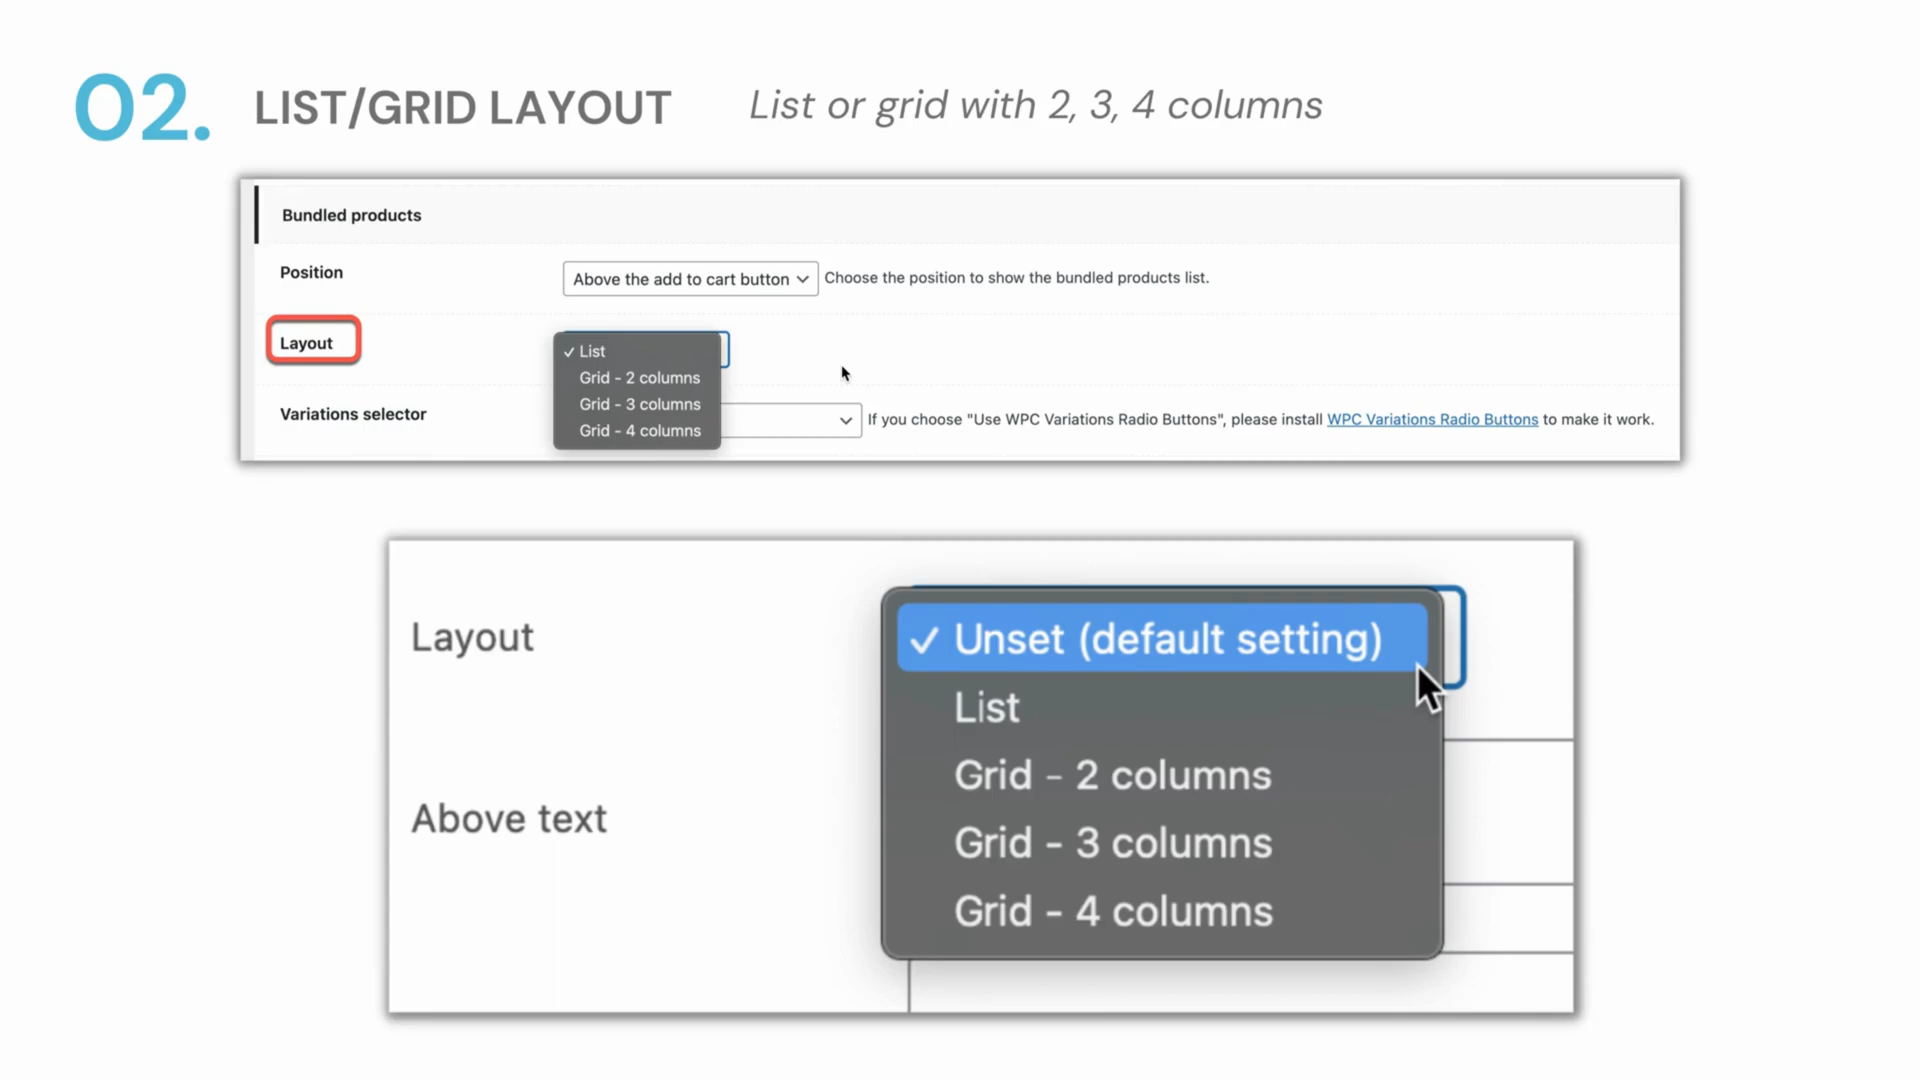 02. LIST/GRID LAYOUT List or grid with 2, 3, 4 columns
Bundled products
Position Above the add to cart button Choose the position to show the bundled products list.
Layout ✓ List
Grid - 2 columns
Grid - 3 columns
Grid - 4 columns
Variations selector If you choose "Use WPC Variations Radio Buttons", please install WPC Variations Radio Buttons to make it work.
Layout ✓ Unset (default setting)
List
Grid - 2 columns
Above text
Grid - 3 columns
Grid - 4 columns